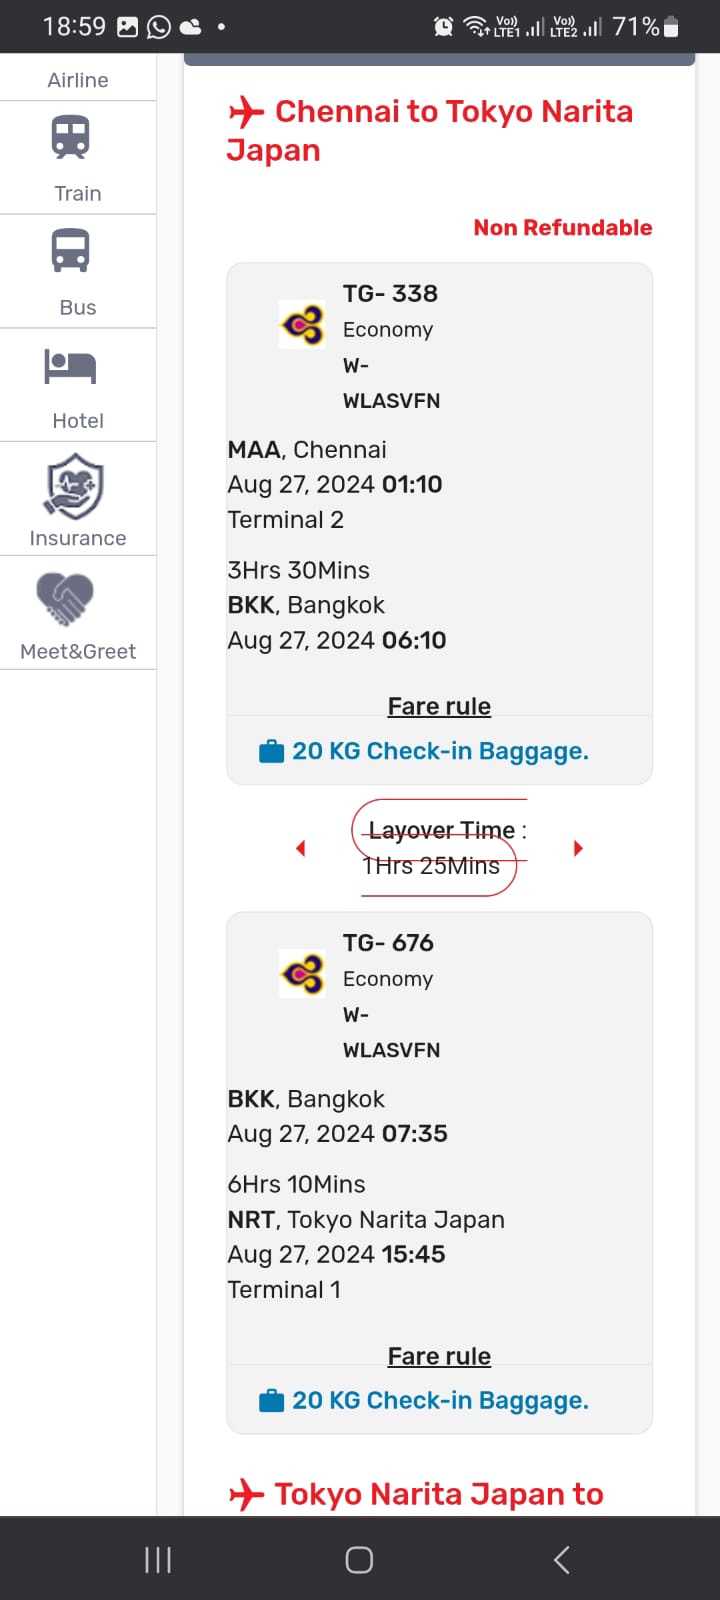 18:59
Vo)) LTE1 Vo)) LTE2 71%
Airline
Train
Bus
Hotel
Insurance
Meet&Greet
Chennai to Tokyo Narita
Japan
Non Refundable
TG- 338
Economy
W-
WLASVFN
MAA, Chennai
Aug 27, 2024 01:10
Terminal 2
3Hrs 30Mins
BKK, Bangkok
Aug 27, 2024 06:10
Fare rule
20 KG Check-in Baggage.
Layover Time :
1Hrs 25Mins
TG- 676
Economy
W-
WLASVFN
BKK, Bangkok
Aug 27, 2024 07:35
6Hrs 10Mins
NRT, Tokyo Narita Japan
Aug 27, 2024 15:45
Terminal 1
Fare rule
20 KG Check-in Baggage.
Tokyo Narita Japan to